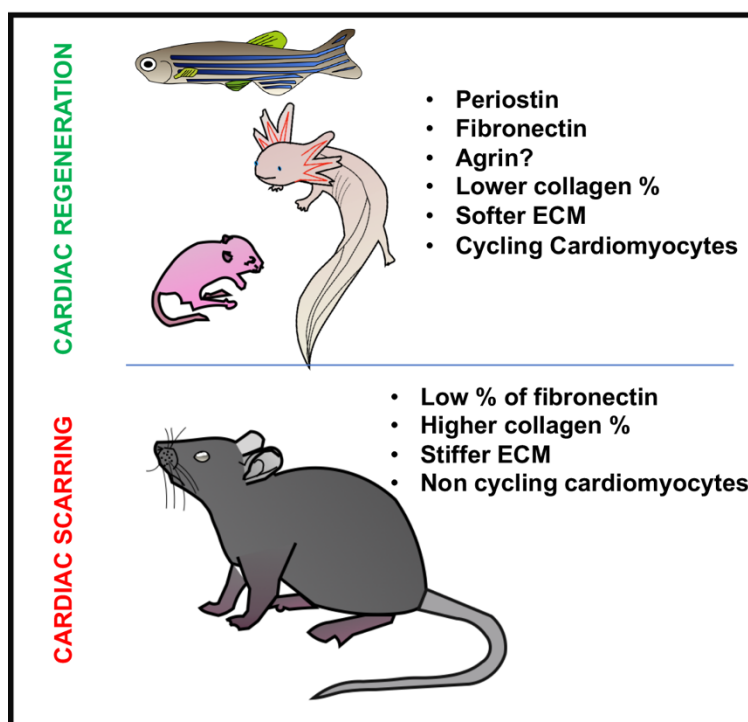 CARDIAC REGENERATION
• Periostin
• Fibronectin
• Agrin?
• Lower collagen %
• Softer ECM
• Cycling Cardiomyocytes
CARDIAC SCARRING
• Low % of fibronectin
• Higher collagen %
• Stiffer ECM
• Non cycling cardiomyocytes